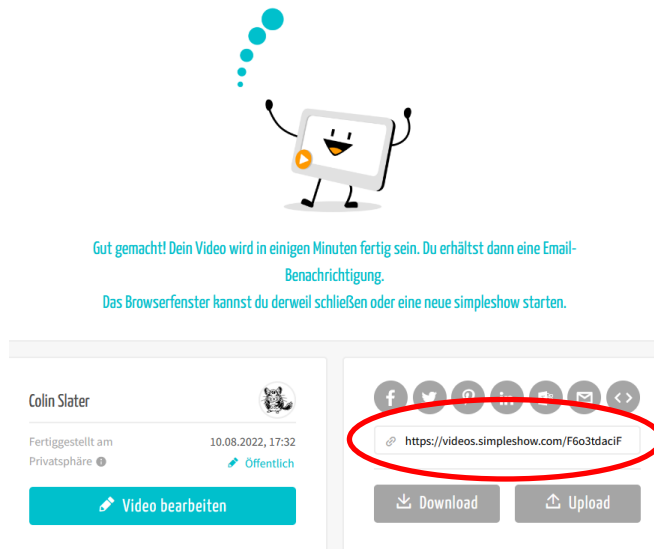 Gut gemacht! Dein Video wird in einigen Minuten fertig sein. Du erhältst dann eine Email-
Benachrichtigung.
Das Browserfenster kannst du derweil schließen oder eine neue simpleshow starten.
Colin Slater
Fertiggestellt am 10.08.2022, 17:32
Privatsphäre Öffentlich
Video bearbeiten
https://videos.simpleshow.com/F6o3tdaciF
Download Upload